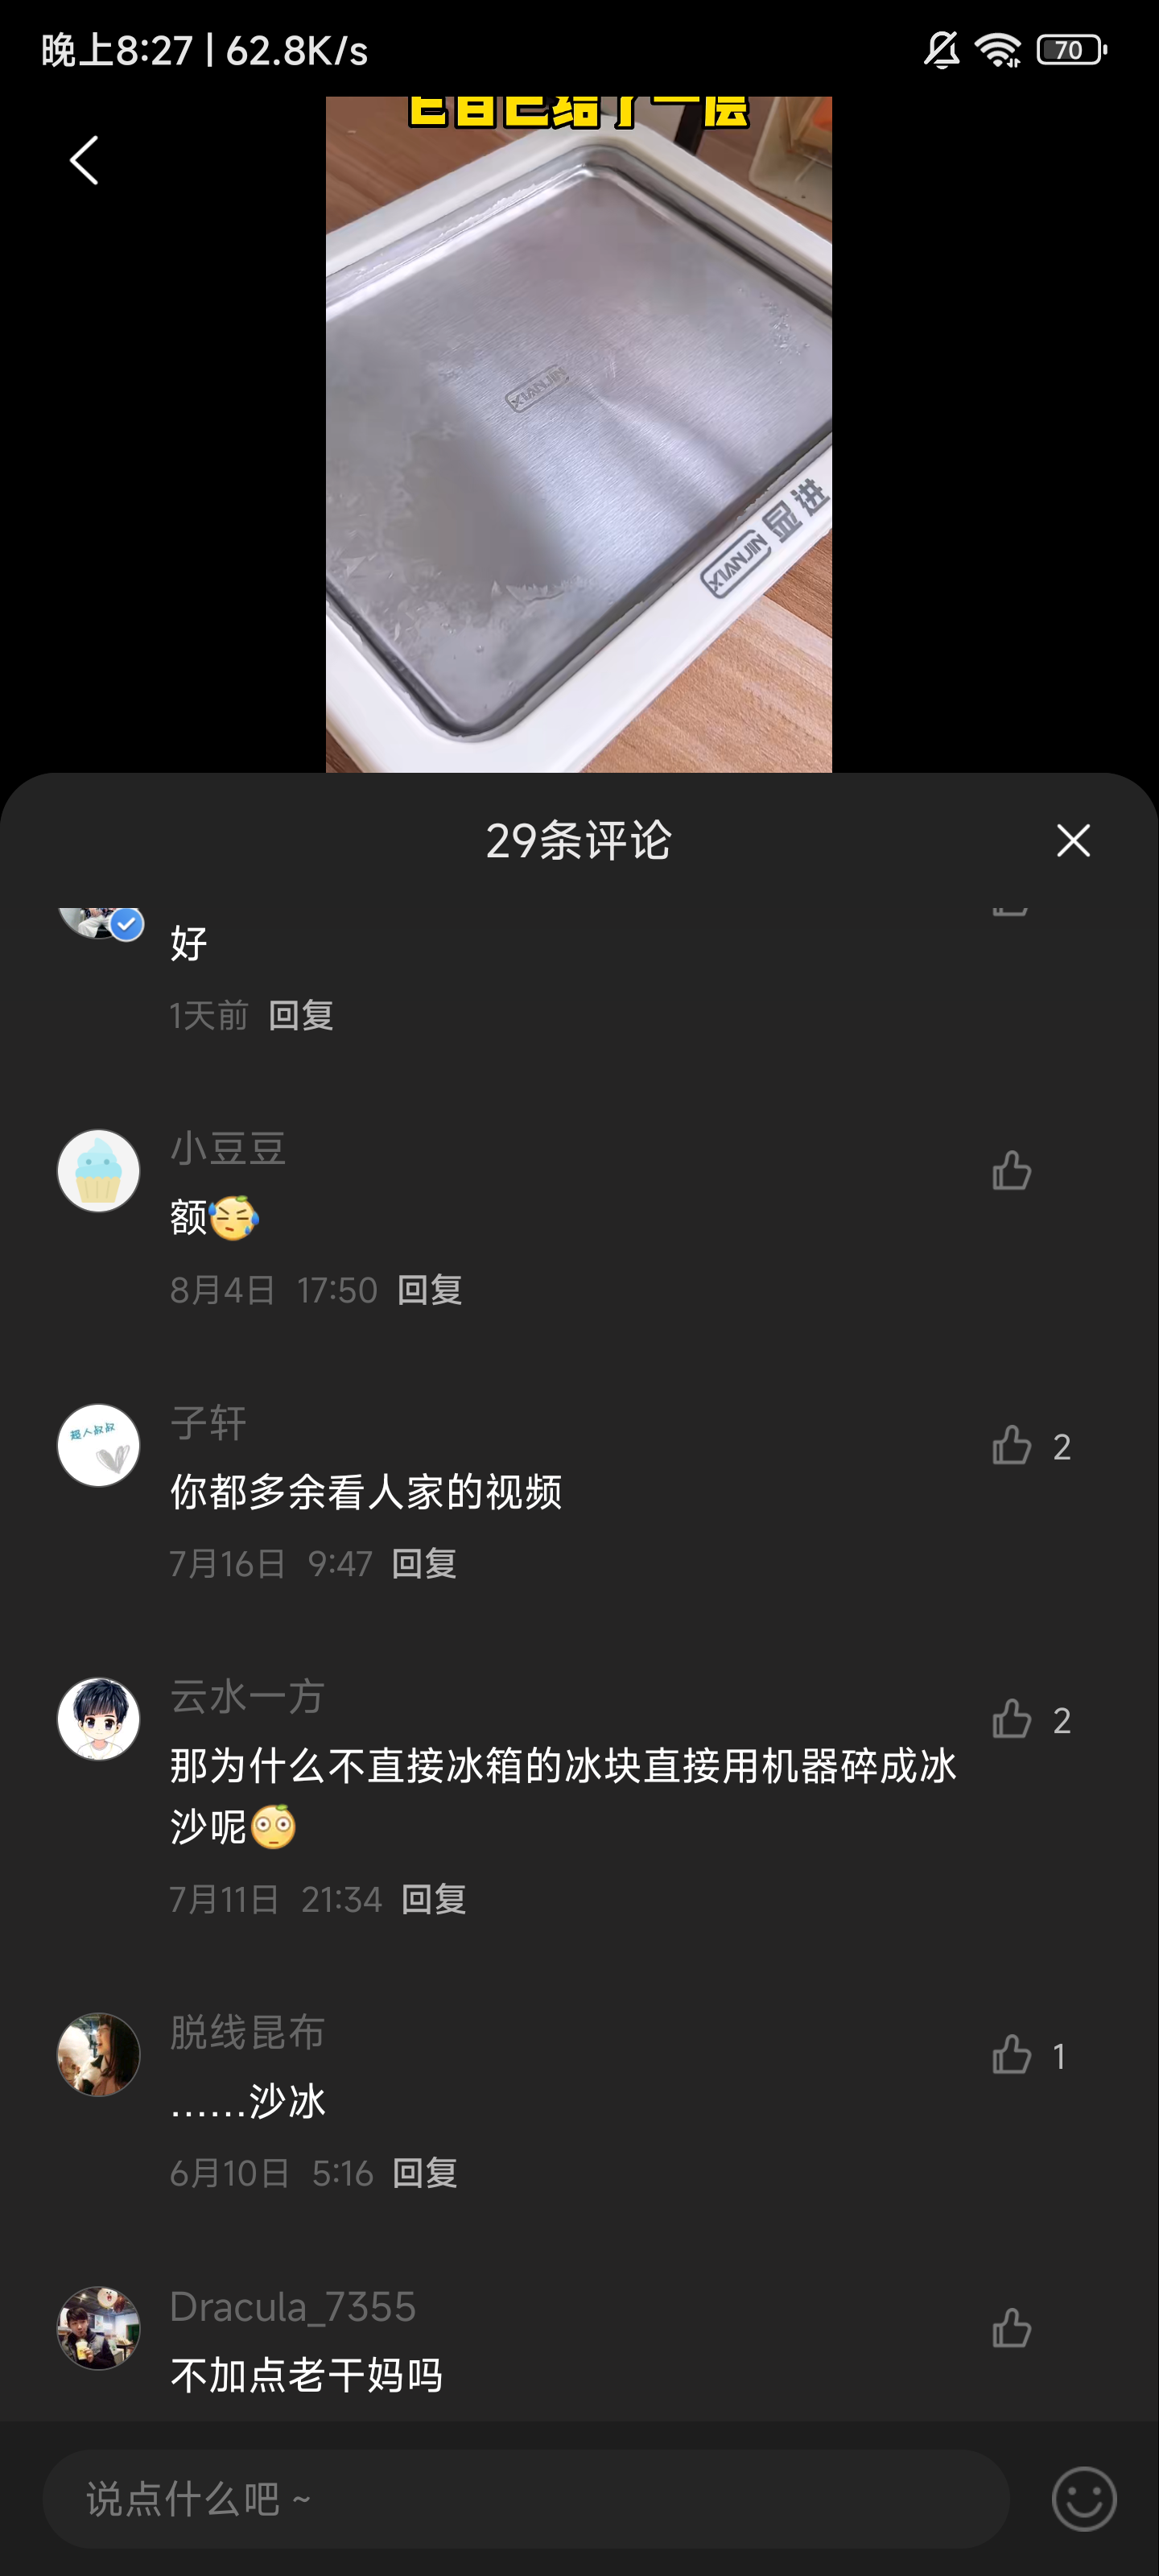 晚上8:27 | 62.8K/s
70
XIANJIN
XIANJIN 显进
29条评论
好
1天前 回复
小豆豆
额
8月4日 17:50 回复
超人叔叔
子轩
2
你都多余看人家的视频
7月16日 9:47 回复
云水一方
2
那为什么不直接冰箱的冰块直接用机器碎成冰
沙呢
7月11日 21:34 回复
脱线昆布
1
……沙冰
6月10日 5:16 回复
Dracula_7355
不加点老干妈吗
说点什么吧 ~